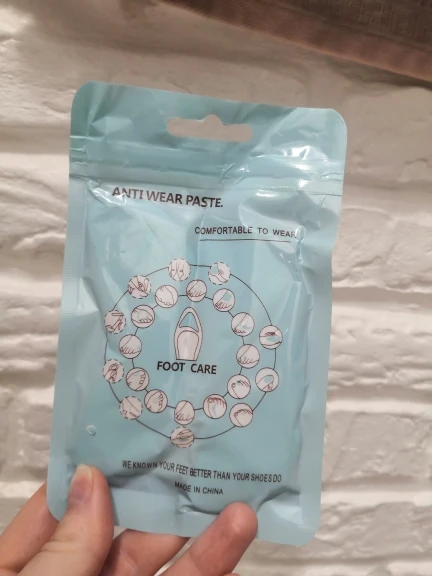 ANTI WEAR PASTE.
COMFORTABLE TO WEAR
FOOT CARE
WE KNOWN YOUR FEET BETTER THAN YOUR SHOES DO
MADE IN CHINA